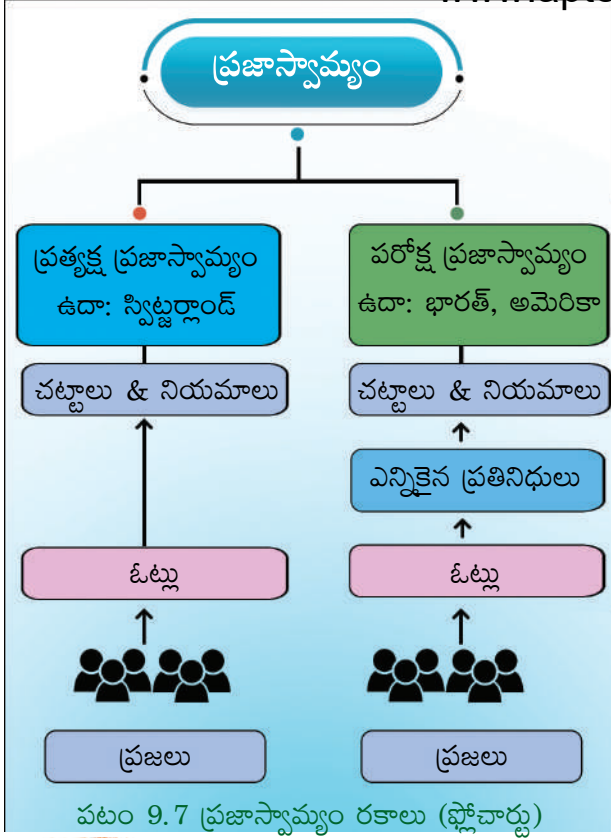 ప్రజాస్వామ్యం
ప్రత్యక్ష ప్రజాస్వామ్యం
ఉదా: స్విట్జర్లాండ్
చట్టాలు & నియమాలు
ఓట్లు
ప్రజలు
పరోక్ష ప్రజాస్వామ్యం
ఉదా: భారత్, అమెరికా
చట్టాలు & నియమాలు
ఎన్నికైన ప్రతినిధులు
ఓట్లు
ప్రజలు
పటం 9.7 ప్రజాస్వామ్యం రకాలు (ఫ్లోచార్టు)